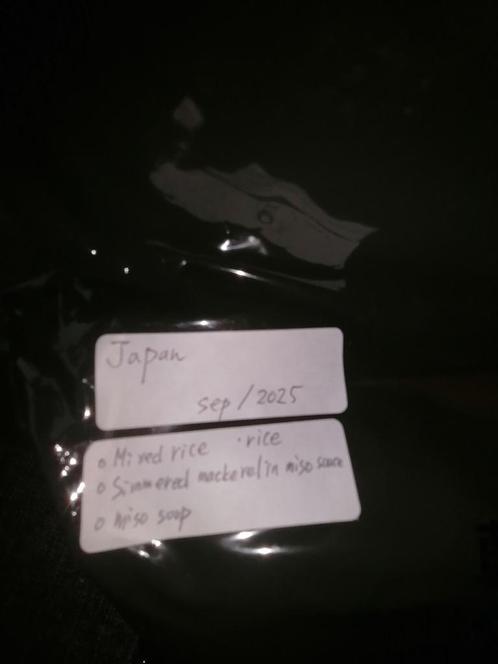 Japan
sep/2025
o Mixed rice ・rice
o Simmered mackerel in miso sauce
o miso soup